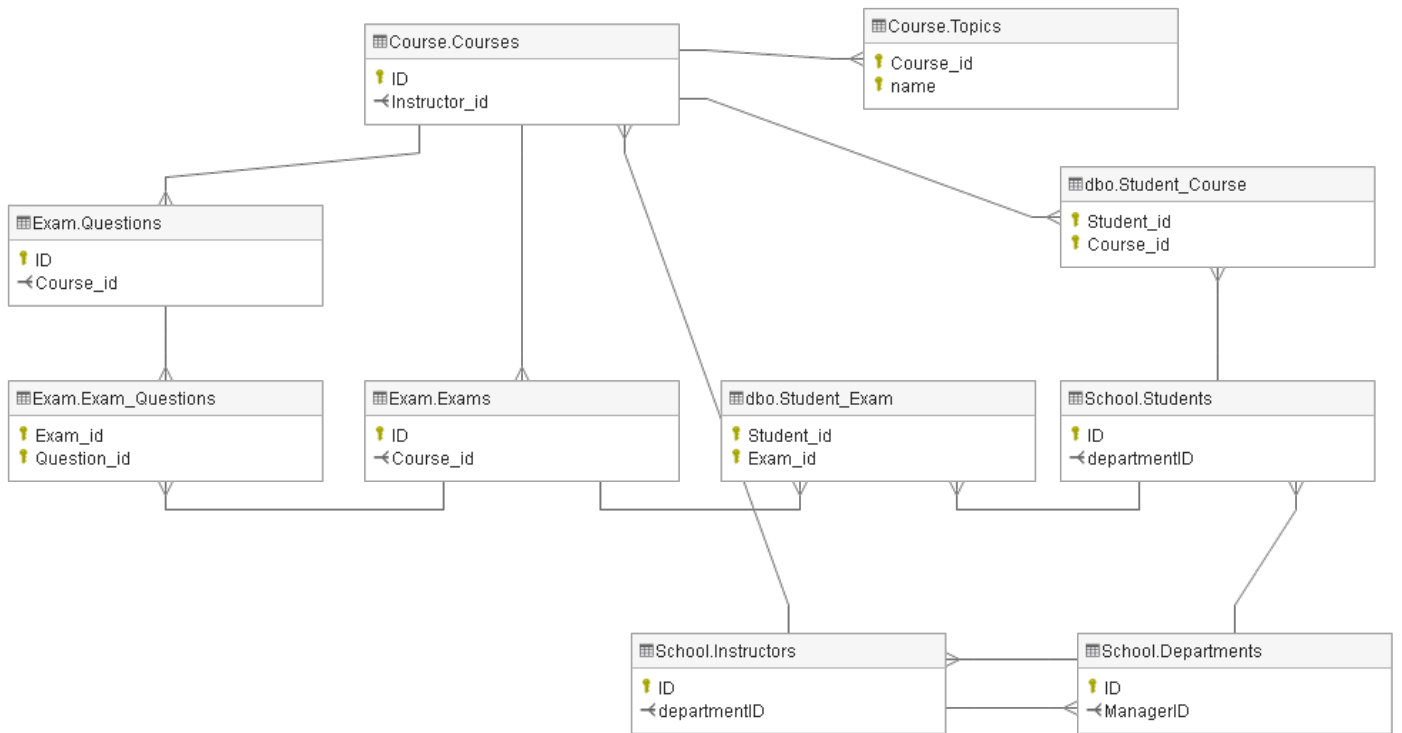 Course.Courses
ID
Instructor_id
Course.Topics
Course_id
name
dbo.Student_Course
Student_id
Course_id
Exam.Questions
ID
Course_id
Exam.Exam_Questions
Exam_id
Question_id
Exam.Exams
ID
Course_id
dbo.Student_Exam
Student_id
Exam_id
School.Students
ID
departmentID
School.Instructors
ID
departmentID
School.Departments
ID
ManagerID